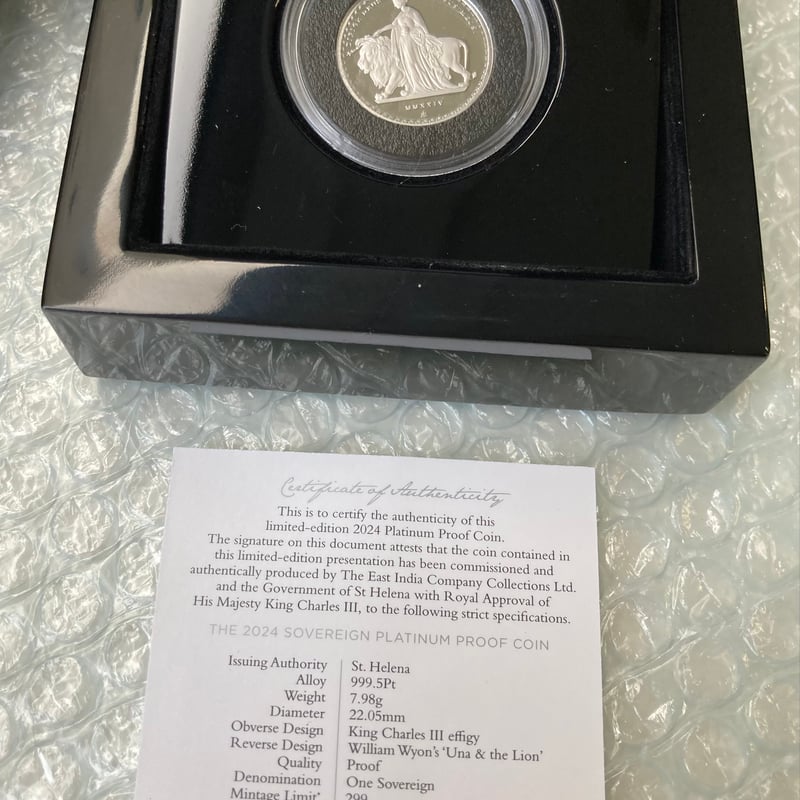 MMXXIV
Certificate of Authenticity
This is to certify the authenticity of this
limited-edition 2024 Platinum Proof Coin.
The signature on this document attests that the coin contained in
this limited-edition presentation has been commissioned and
authentically produced by The East India Company Collections Ltd.
and the Government of St Helena with Royal Approval of
His Majesty King Charles III, to the following strict specifications.
THE 2024 SOVEREIGN PLATINUM PROOF COIN
Issuing Authority St. Helena
Alloy 999.5Pt
Weight 7.98g
Diameter 22.05mm
Obverse Design King Charles III effigy
Reverse Design William Wyon's 'Una & the Lion'
Quality Proof
Denomination One Sovereign
Mintage Limit* 299